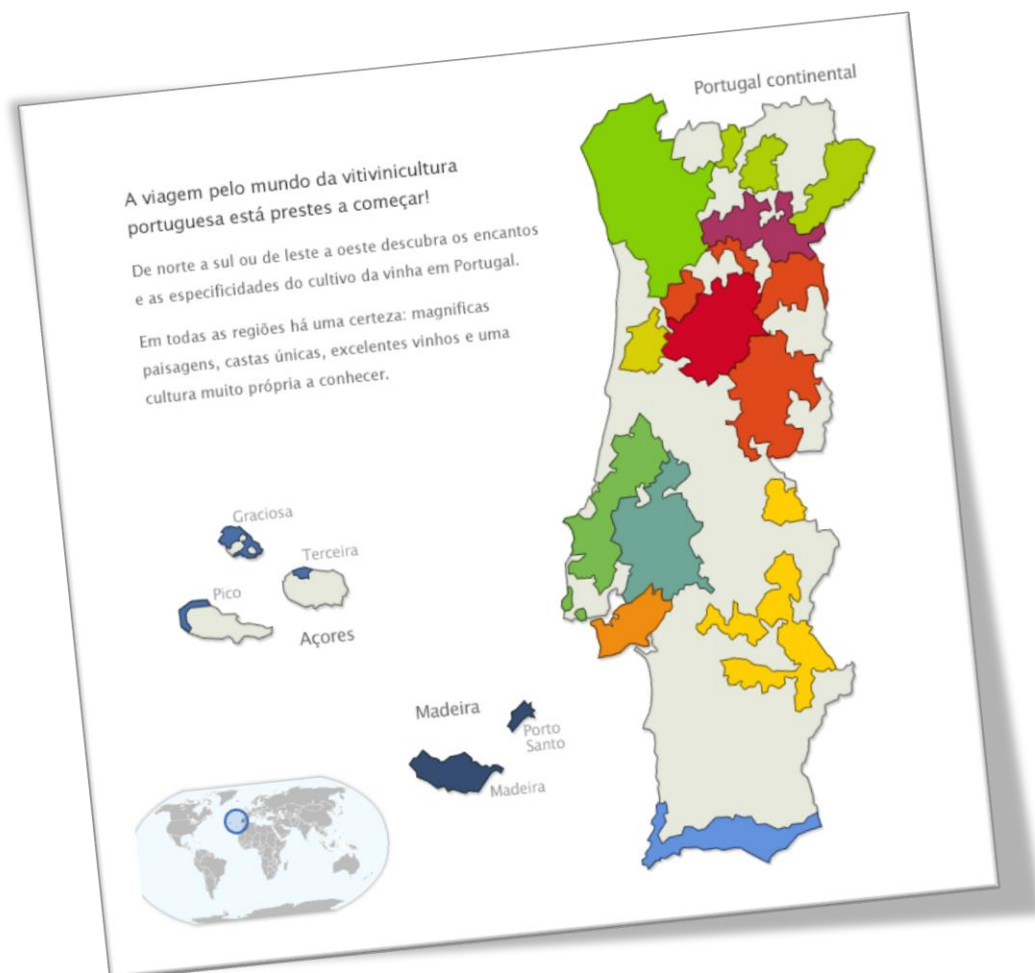 Portugal continental
A viagem pelo mundo da vitivinicultura
portuguesa está prestes a começar!
De norte a sul ou de leste a oeste descubra os encantos
e as especificidades do cultivo da vinha em Portugal.
Em todas as regiões há uma certeza: magnificas
paisagens, castas únicas, excelentes vinhos e uma
cultura muito própria a conhecer.
Graciosa
Terceira
Pico
Açores
Madeira
Porto
Santo
Madeira